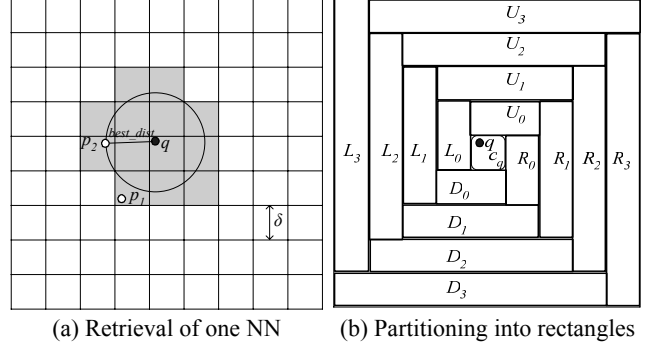 best_dist
p2 q
p1
δ
(a) Retrieval of one NN
U3
U2
U1
U0
q
cq
L3 L2 L1 L0 R0 R1 R2 R3
D0
D1
D2
D3
(b) Partitioning into rectangles